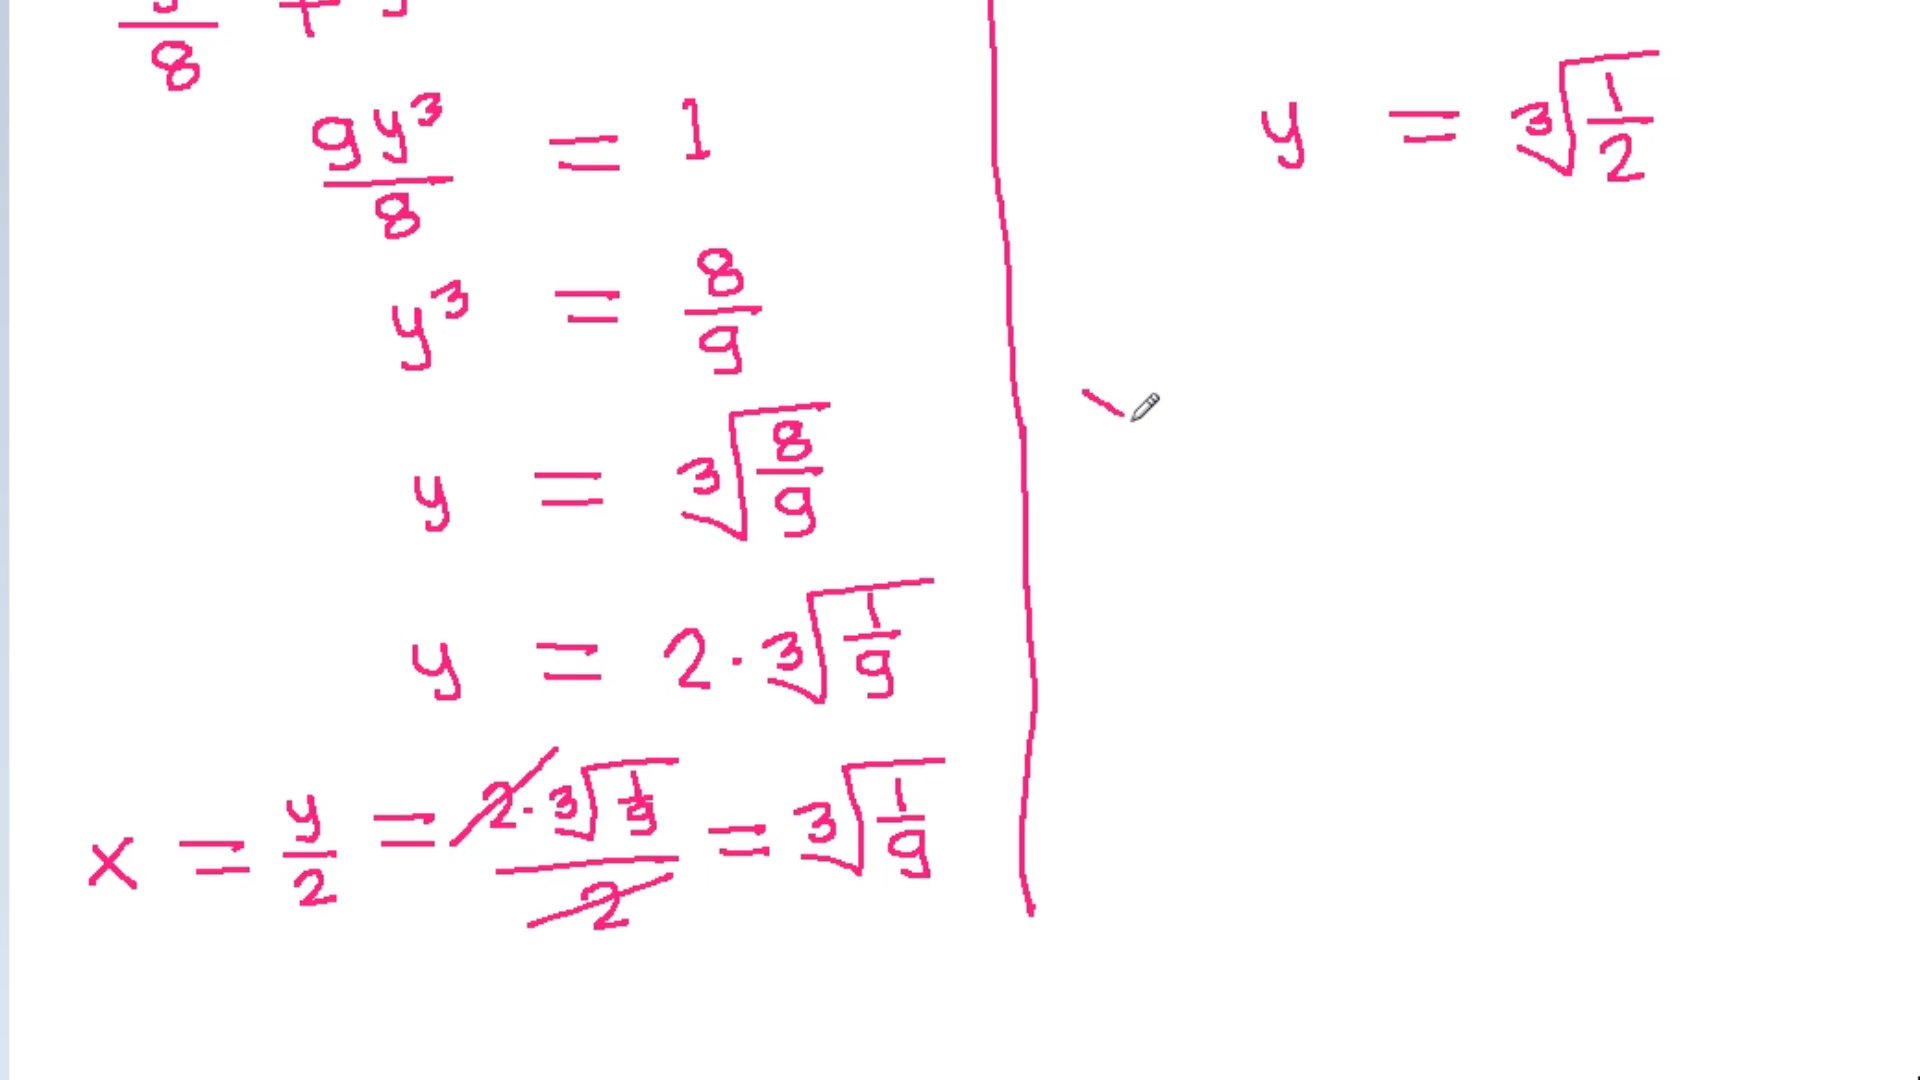 8 +
9y³/8 = 1
y³ = 8/9
y = ∛(8/9)
y = 2·∛(1/9)
x = y/2 = 2·∛(1/9)/2 = ∛(1/9)
y = ∛(1/2)